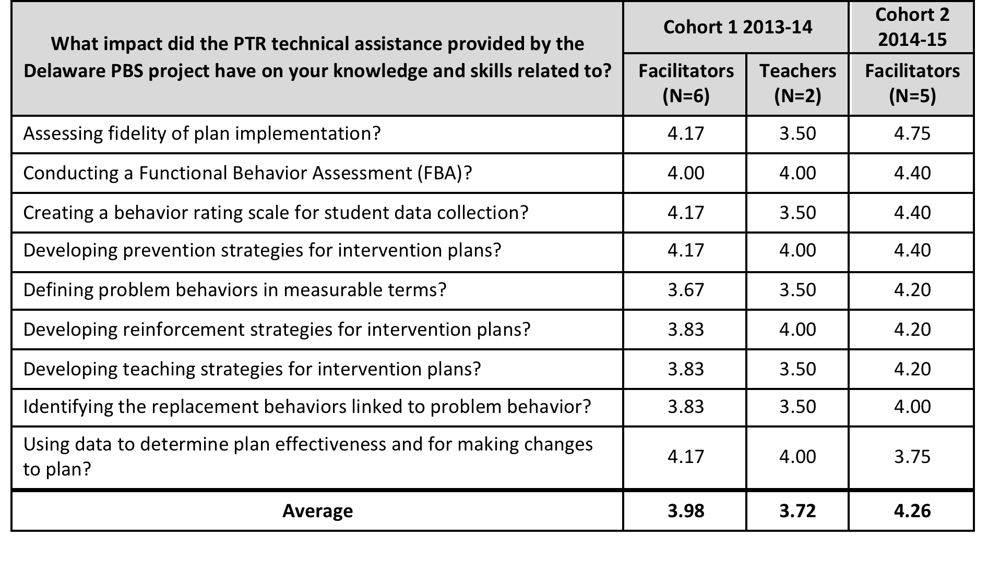 What impact did the PTR technical assistance provided by the
Delaware PBS project have on your knowledge and skills related to?
Cohort 1 2013-14
Cohort 2
2014-15
Facilitators
(N=6)
Teachers
(N=2)
Facilitators
(N=5)
Assessing fidelity of plan implementation? 4.17 3.50 4.75
Conducting a Functional Behavior Assessment (FBA)? 4.00 4.00 4.40
Creating a behavior rating scale for student data collection? 4.17 3.50 4.40
Developing prevention strategies for intervention plans? 4.17 4.00 4.40
Defining problem behaviors in measurable terms? 3.67 3.50 4.20
Developing reinforcement strategies for intervention plans? 3.83 4.00 4.20
Developing teaching strategies for intervention plans? 3.83 3.50 4.20
Identifying the replacement behaviors linked to problem behavior? 3.83 3.50 4.00
Using data to determine plan effectiveness and for making changes
to plan? 4.17 4.00 3.75
Average 3.98 3.72 4.26